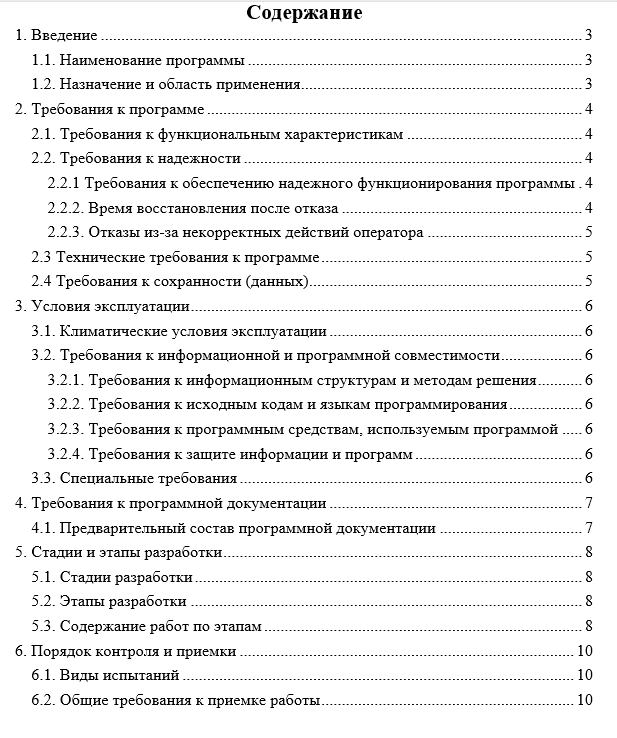 Содержание
1. Введение ... 3
1.1. Наименование программы ... 3
1.2. Назначение и область применения ... 3
2. Требования к программе ... 4
2.1. Требования к функциональным характеристикам ... 4
2.2. Требования к надежности ... 4
2.2.1 Требования к обеспечению надежного функционирования программы . 4
2.2.2. Время восстановления после отказа ... 4
2.2.3. Отказы из-за некорректных действий оператора ... 5
2.3 Технические требования к программе ... 5
2.4 Требования к сохранности (данных) ... 5
3. Условия эксплуатации ... 6
3.1. Климатические условия эксплуатации ... 6
3.2. Требования к информационной и программной совместимости ... 6
3.2.1. Требования к информационным структурам и методам решения ... 6
3.2.2. Требования к исходным кодам и языкам программирования ... 6
3.2.3. Требования к программным средствам, используемым программой ..... 6
3.2.4. Требования к защите информации и программ ... 6
3.3. Специальные требования ... 6
4. Требования к программной документации ... 7
4.1. Предварительный состав программной документации ... 7
5. Стадии и этапы разработки ... 8
5.1. Стадии разработки ... 8
5.2. Этапы разработки ... 8
5.3. Содержание работ по этапам ... 8
6. Порядок контроля и приемки ... 10
6.1. Виды испытаний ... 10
6.2. Общие требования к приемке работы ... 10